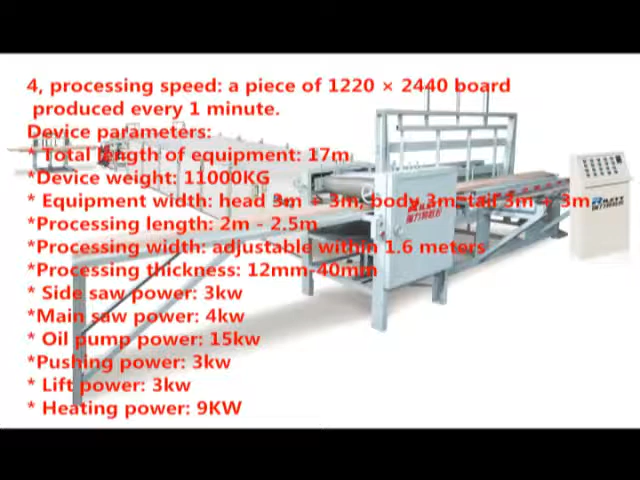 4, processing speed: a piece of 1220 × 2440 board
produced every 1 minute.
Device parameters:
* Total length of equipment: 17m
*Device weight: 11000KG
* Equipment width: head 3m + 3m, body 3m, tail 3m + 3m
*Processing length: 2m - 2.5m
*Processing width: adjustable within 1.6 meters
*Processing thickness: 12mm-40mm
* Side saw power: 3kw
*Main saw power: 4kw
* Oil pump power: 15kw
*Pushing power: 3kw
* Lift power: 3kw
* Heating power: 9KW